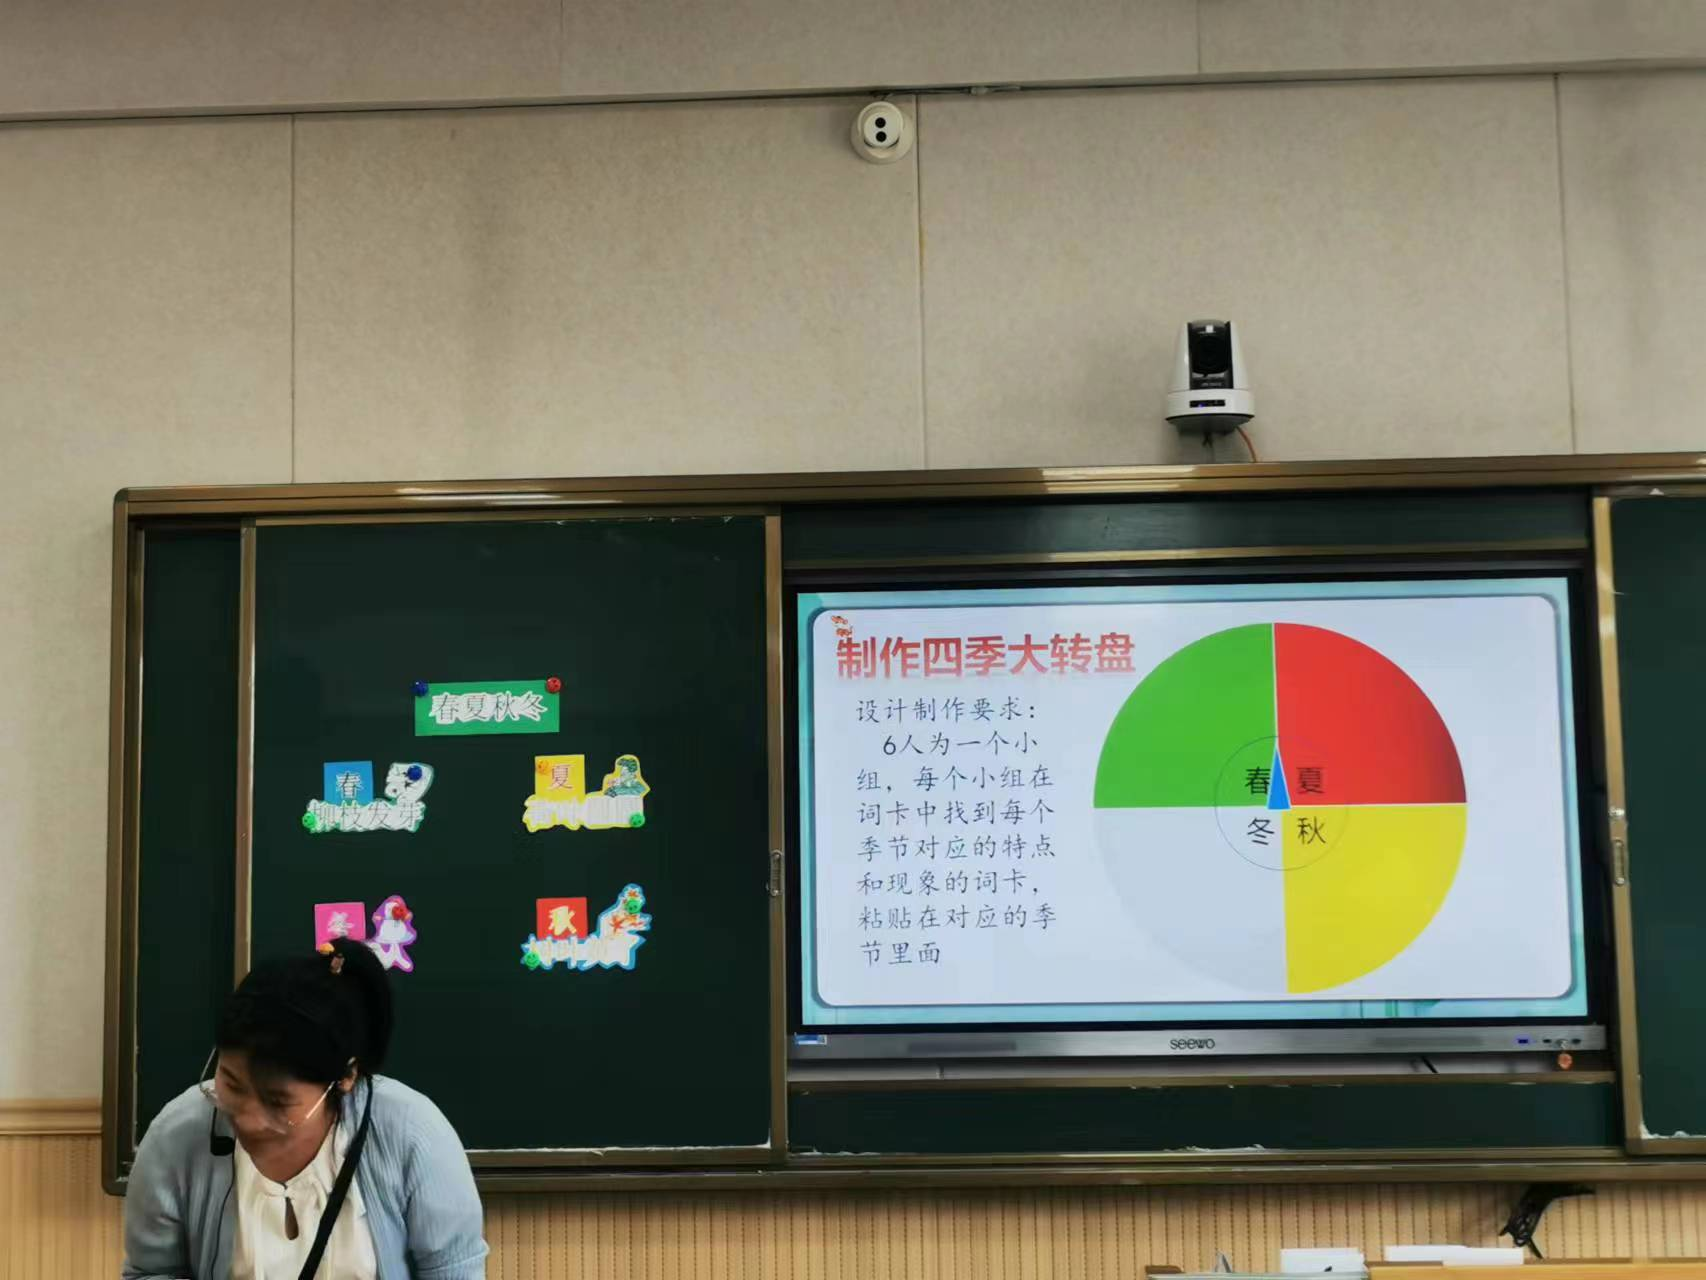 春夏秋冬
春
柳枝发芽
夏
冬
人
秋
制作四季大转盘
设计制作要求：
6人为一个小
组，每个小组在
词卡中找到每个
季节对应的特点
和现象的词卡，
粘贴在对应的季
节里面
春 夏
冬 秋
seewo